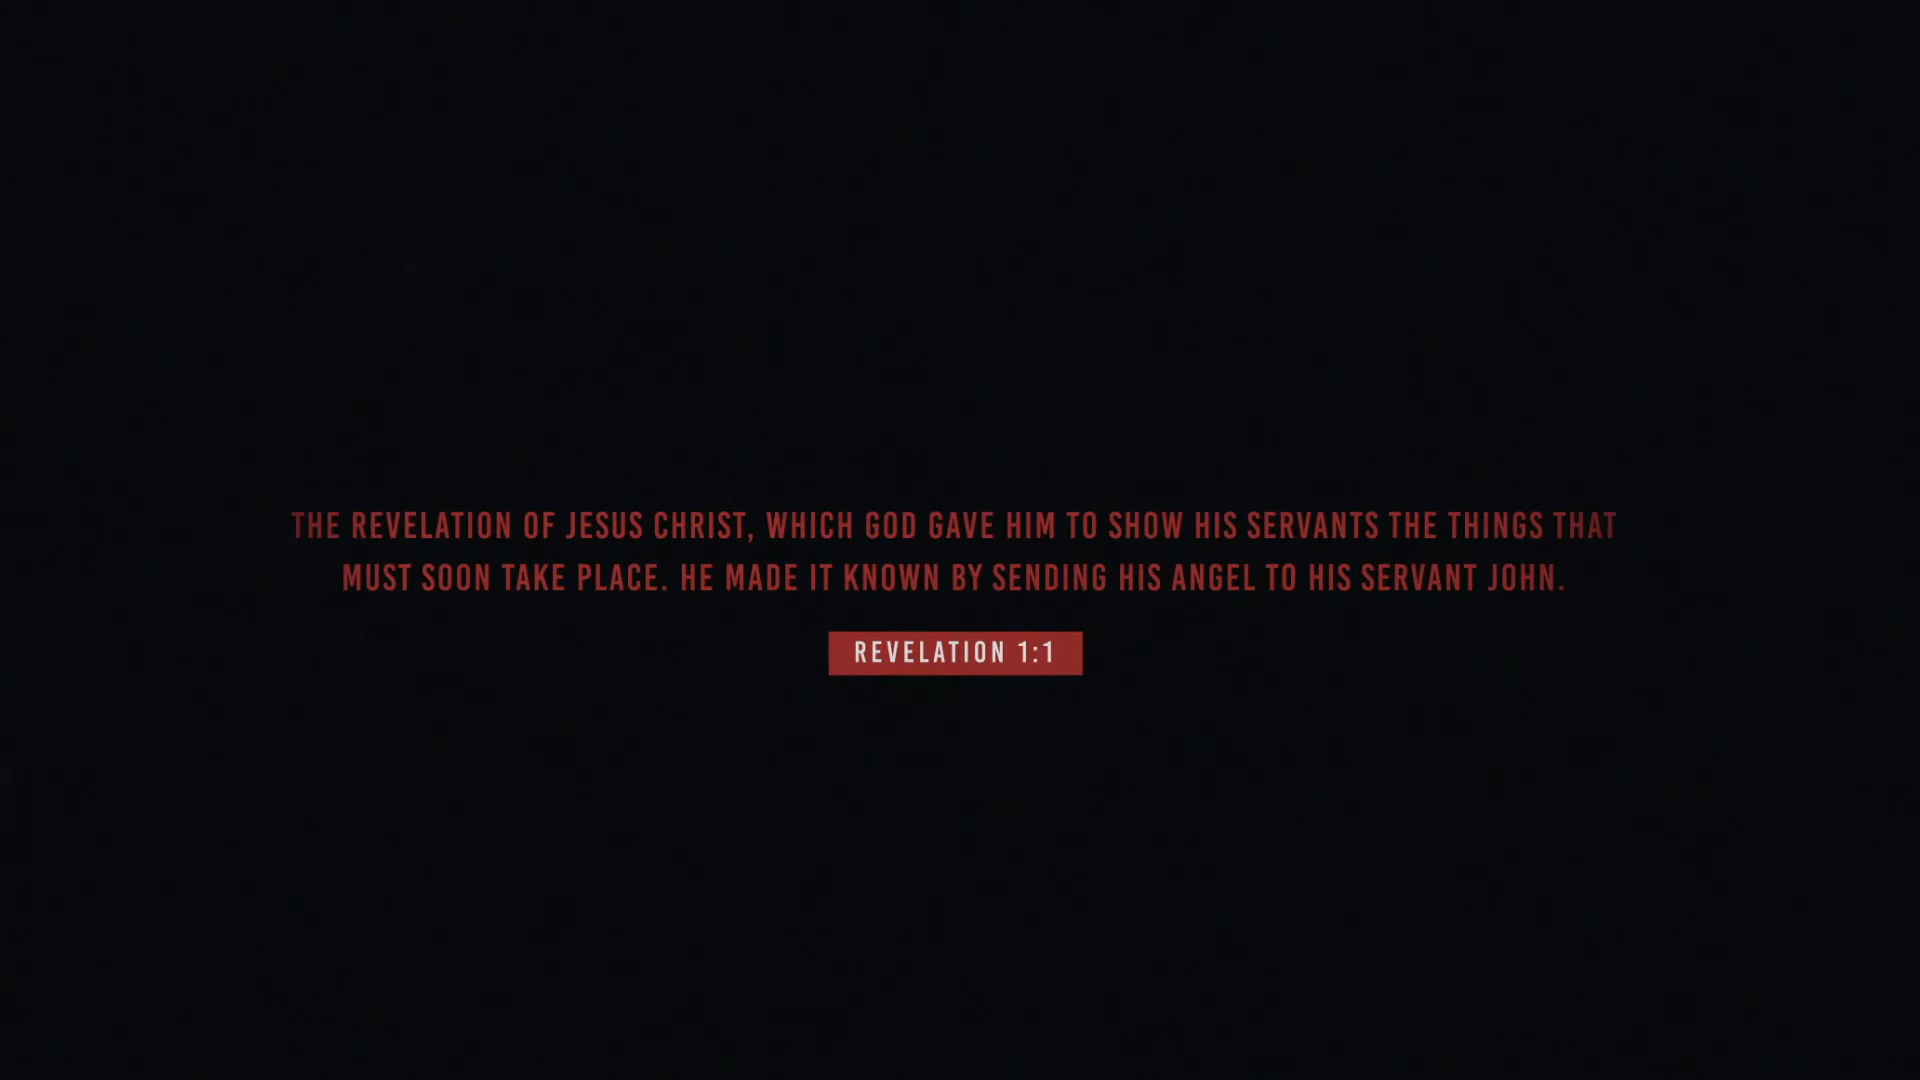 THE REVELATION OF JESUS CHRIST, WHICH GOD GAVE HIM TO SHOW HIS SERVANTS THE THINGS THAT
MUST SOON TAKE PLACE. HE MADE IT KNOWN BY SENDING HIS ANGEL TO HIS SERVANT JOHN.
REVELATION 1:1